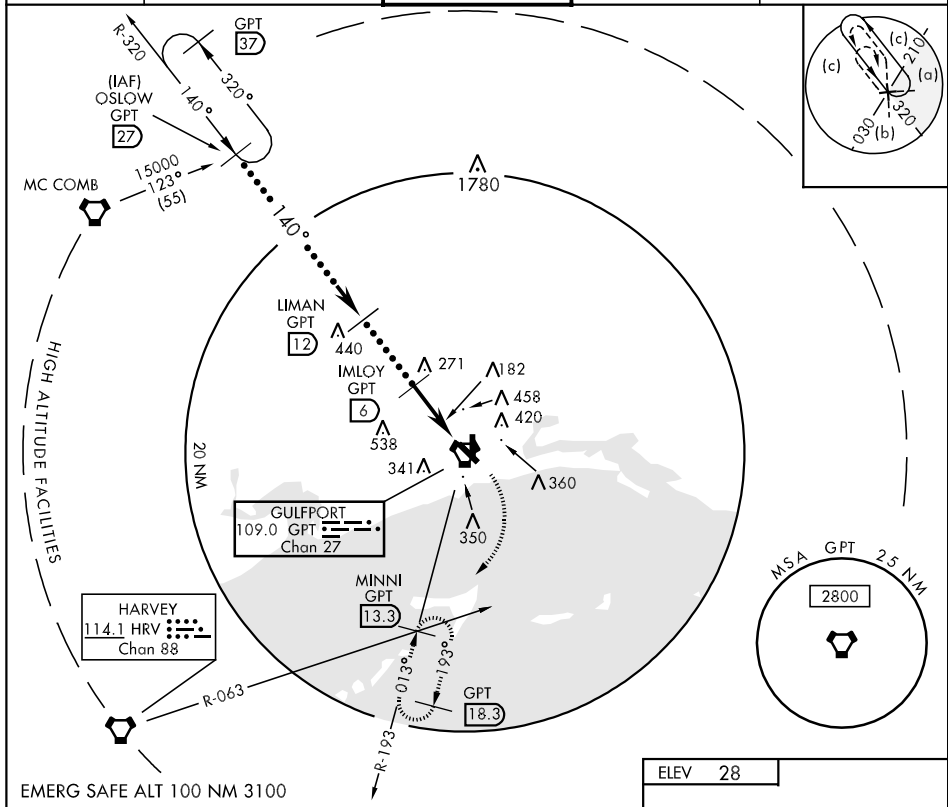 R-320
GPT
37
320°
140°
(IAF)
OSLOW
GPT
27
15000
123°
(55)
MC COMB
140°
1780
(c)
(c)
210
(a)
(b)
030
320
LIMAN
GPT
12
440
IMLOY
GPT
6
271
182
458
420
538
341
360
350
20 NM
HIGH ALTITUDE FACILITIES
GULFPORT
109.0 GPT
Chan 27
MINNI
GPT
13.3
HARVEY
114.1 HRV
Chan 88
R-063
013°
193°
GPT
18.3
R-193
MSA GPT 25 NM
2800
EMERG SAFE ALT 100 NM 3100
ELEV 28